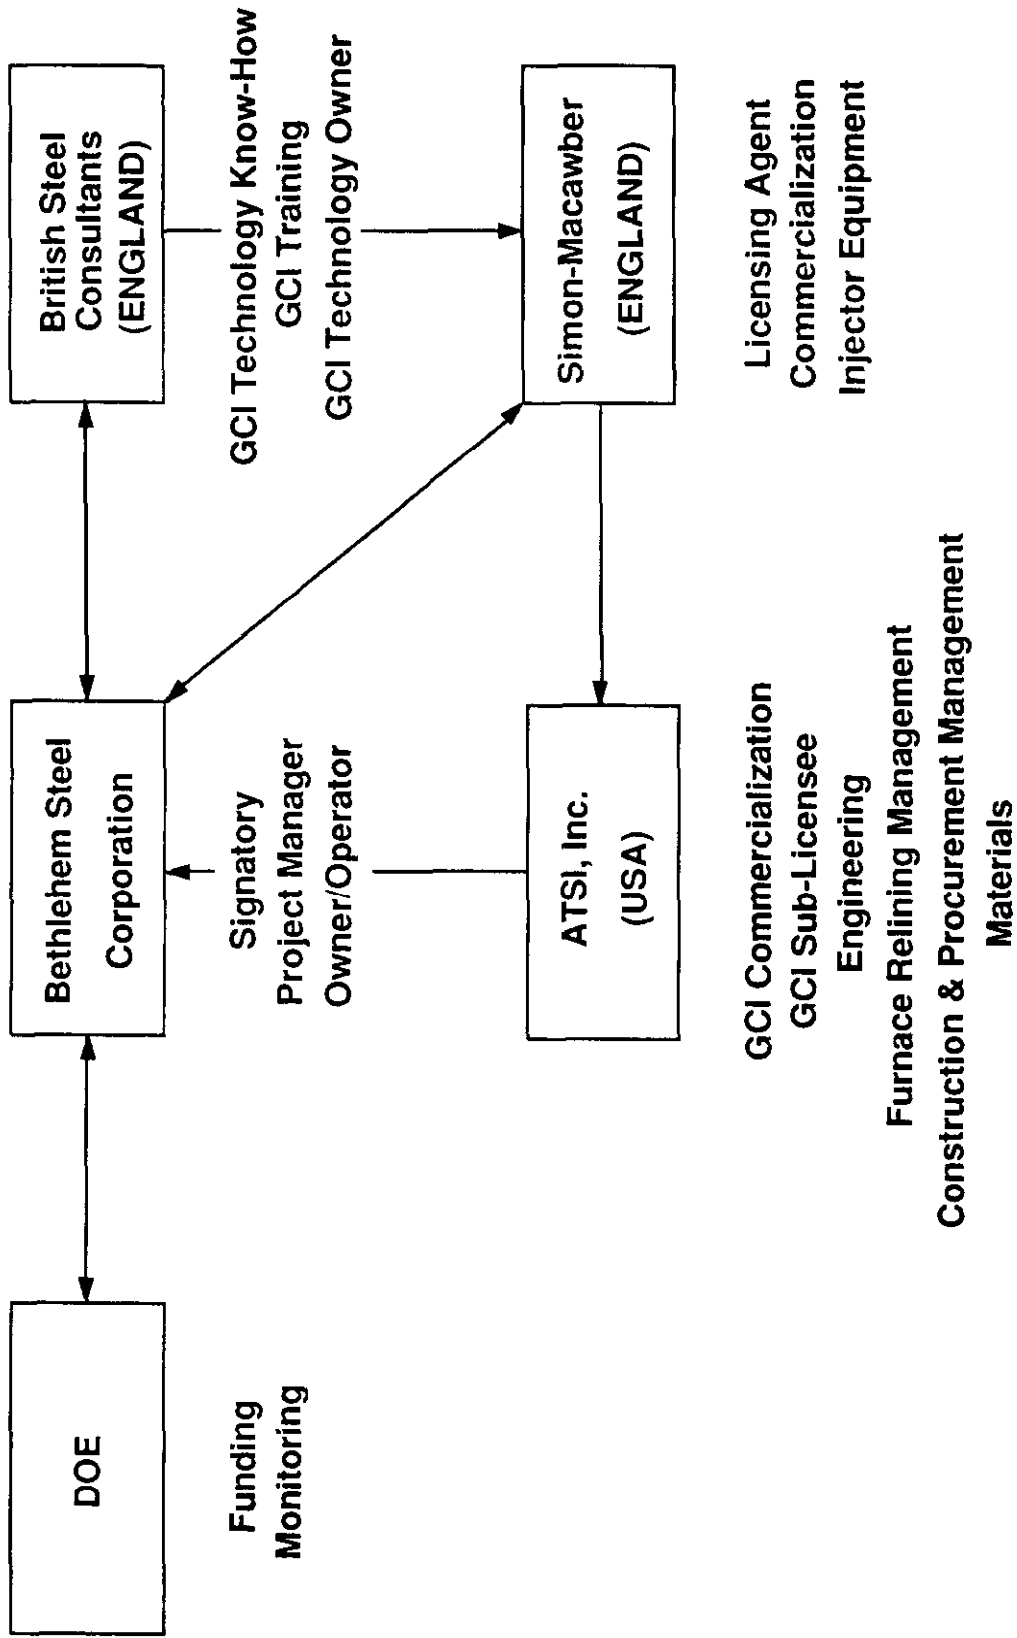 DOE
Funding
Monitoring
Bethlehem Steel
Corporation
Signatory
Project Manager
Owner/Operator
British Steel
Consultants
(ENGLAND)
GCI Technology Know-How
GCI Training
GCI Technology Owner
ATSI, Inc.
(USA)
GCI Commercialization
GCI Sub-Licensee
Engineering
Furnace Relining Management
Construction & Procurement Management
Materials
Simon-Macawber
(ENGLAND)
Licensing Agent
Commercialization
Injector Equipment